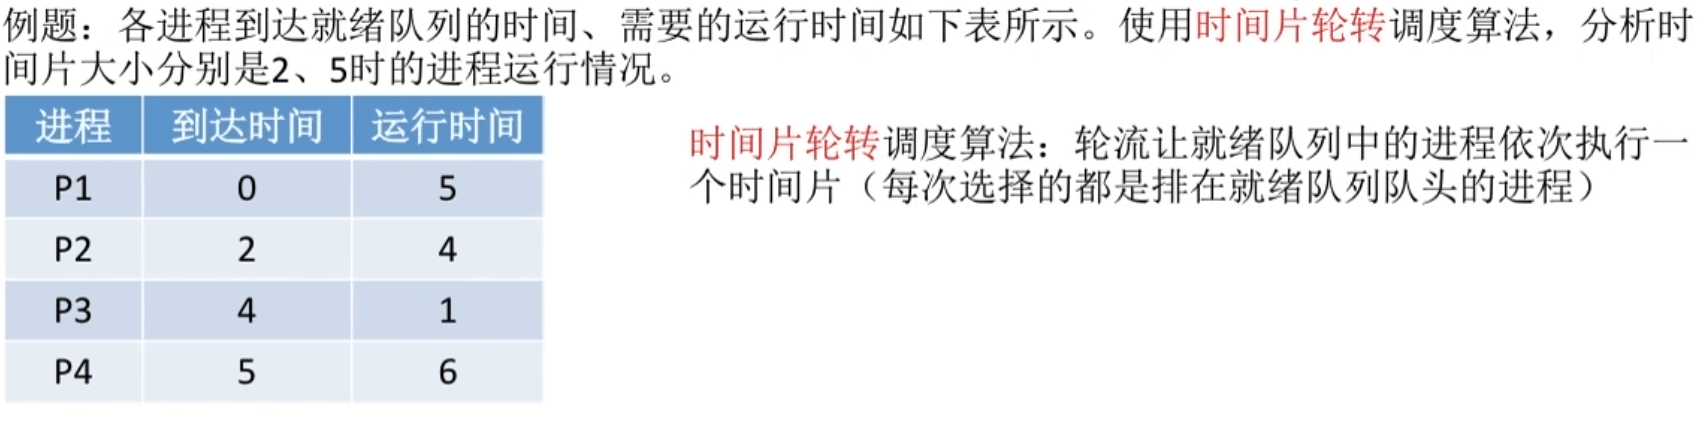 例题：各进程到达就绪队列的时间、需要的运行时间如下表所示。使用时间片轮转调度算法，分析时
间片大小分别是2、5时的进程运行情况。
进程 到达时间 运行时间
P1 0 5
P2 2 4
P3 4 1
P4 5 6
时间片轮转调度算法：轮流让就绪队列中的进程依次执行一
个时间片（每次选择的都是排在就绪队列队头的进程）